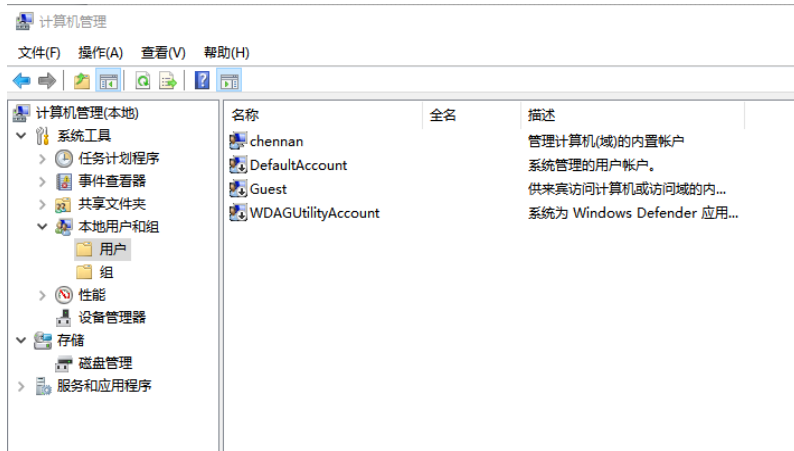 计算机管理
文件(F) 操作(A) 查看(V) 帮助(H)
计算机管理(本地)
系统工具
任务计划程序
事件查看器
共享文件夹
本地用户和组
用户
组
性能
设备管理器
存储
磁盘管理
服务和应用程序
名称 全名 描述
chennan 管理计算机(域)的内置帐户
DefaultAccount 系统管理的用户帐户。
Guest 供来宾访问计算机或访问域的内...
WDAGUtilityAccount 系统为 Windows Defender 应用...